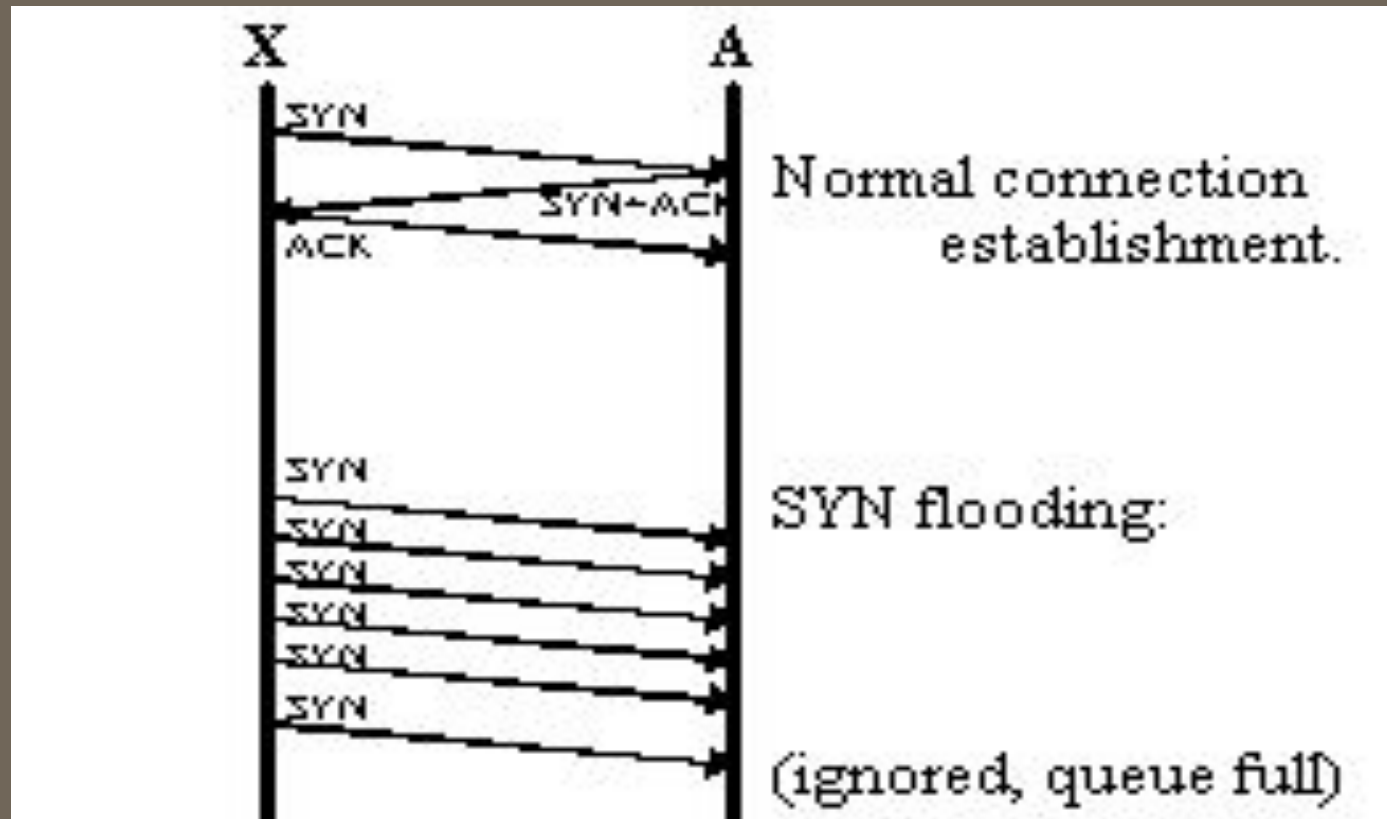 X A
SYN
Normal connection
SYN+ACK
establishment.
ACK
SYN
SYN flooding:
SYN
SYN
SYN
SYN
SYN
(ignored, queue full)